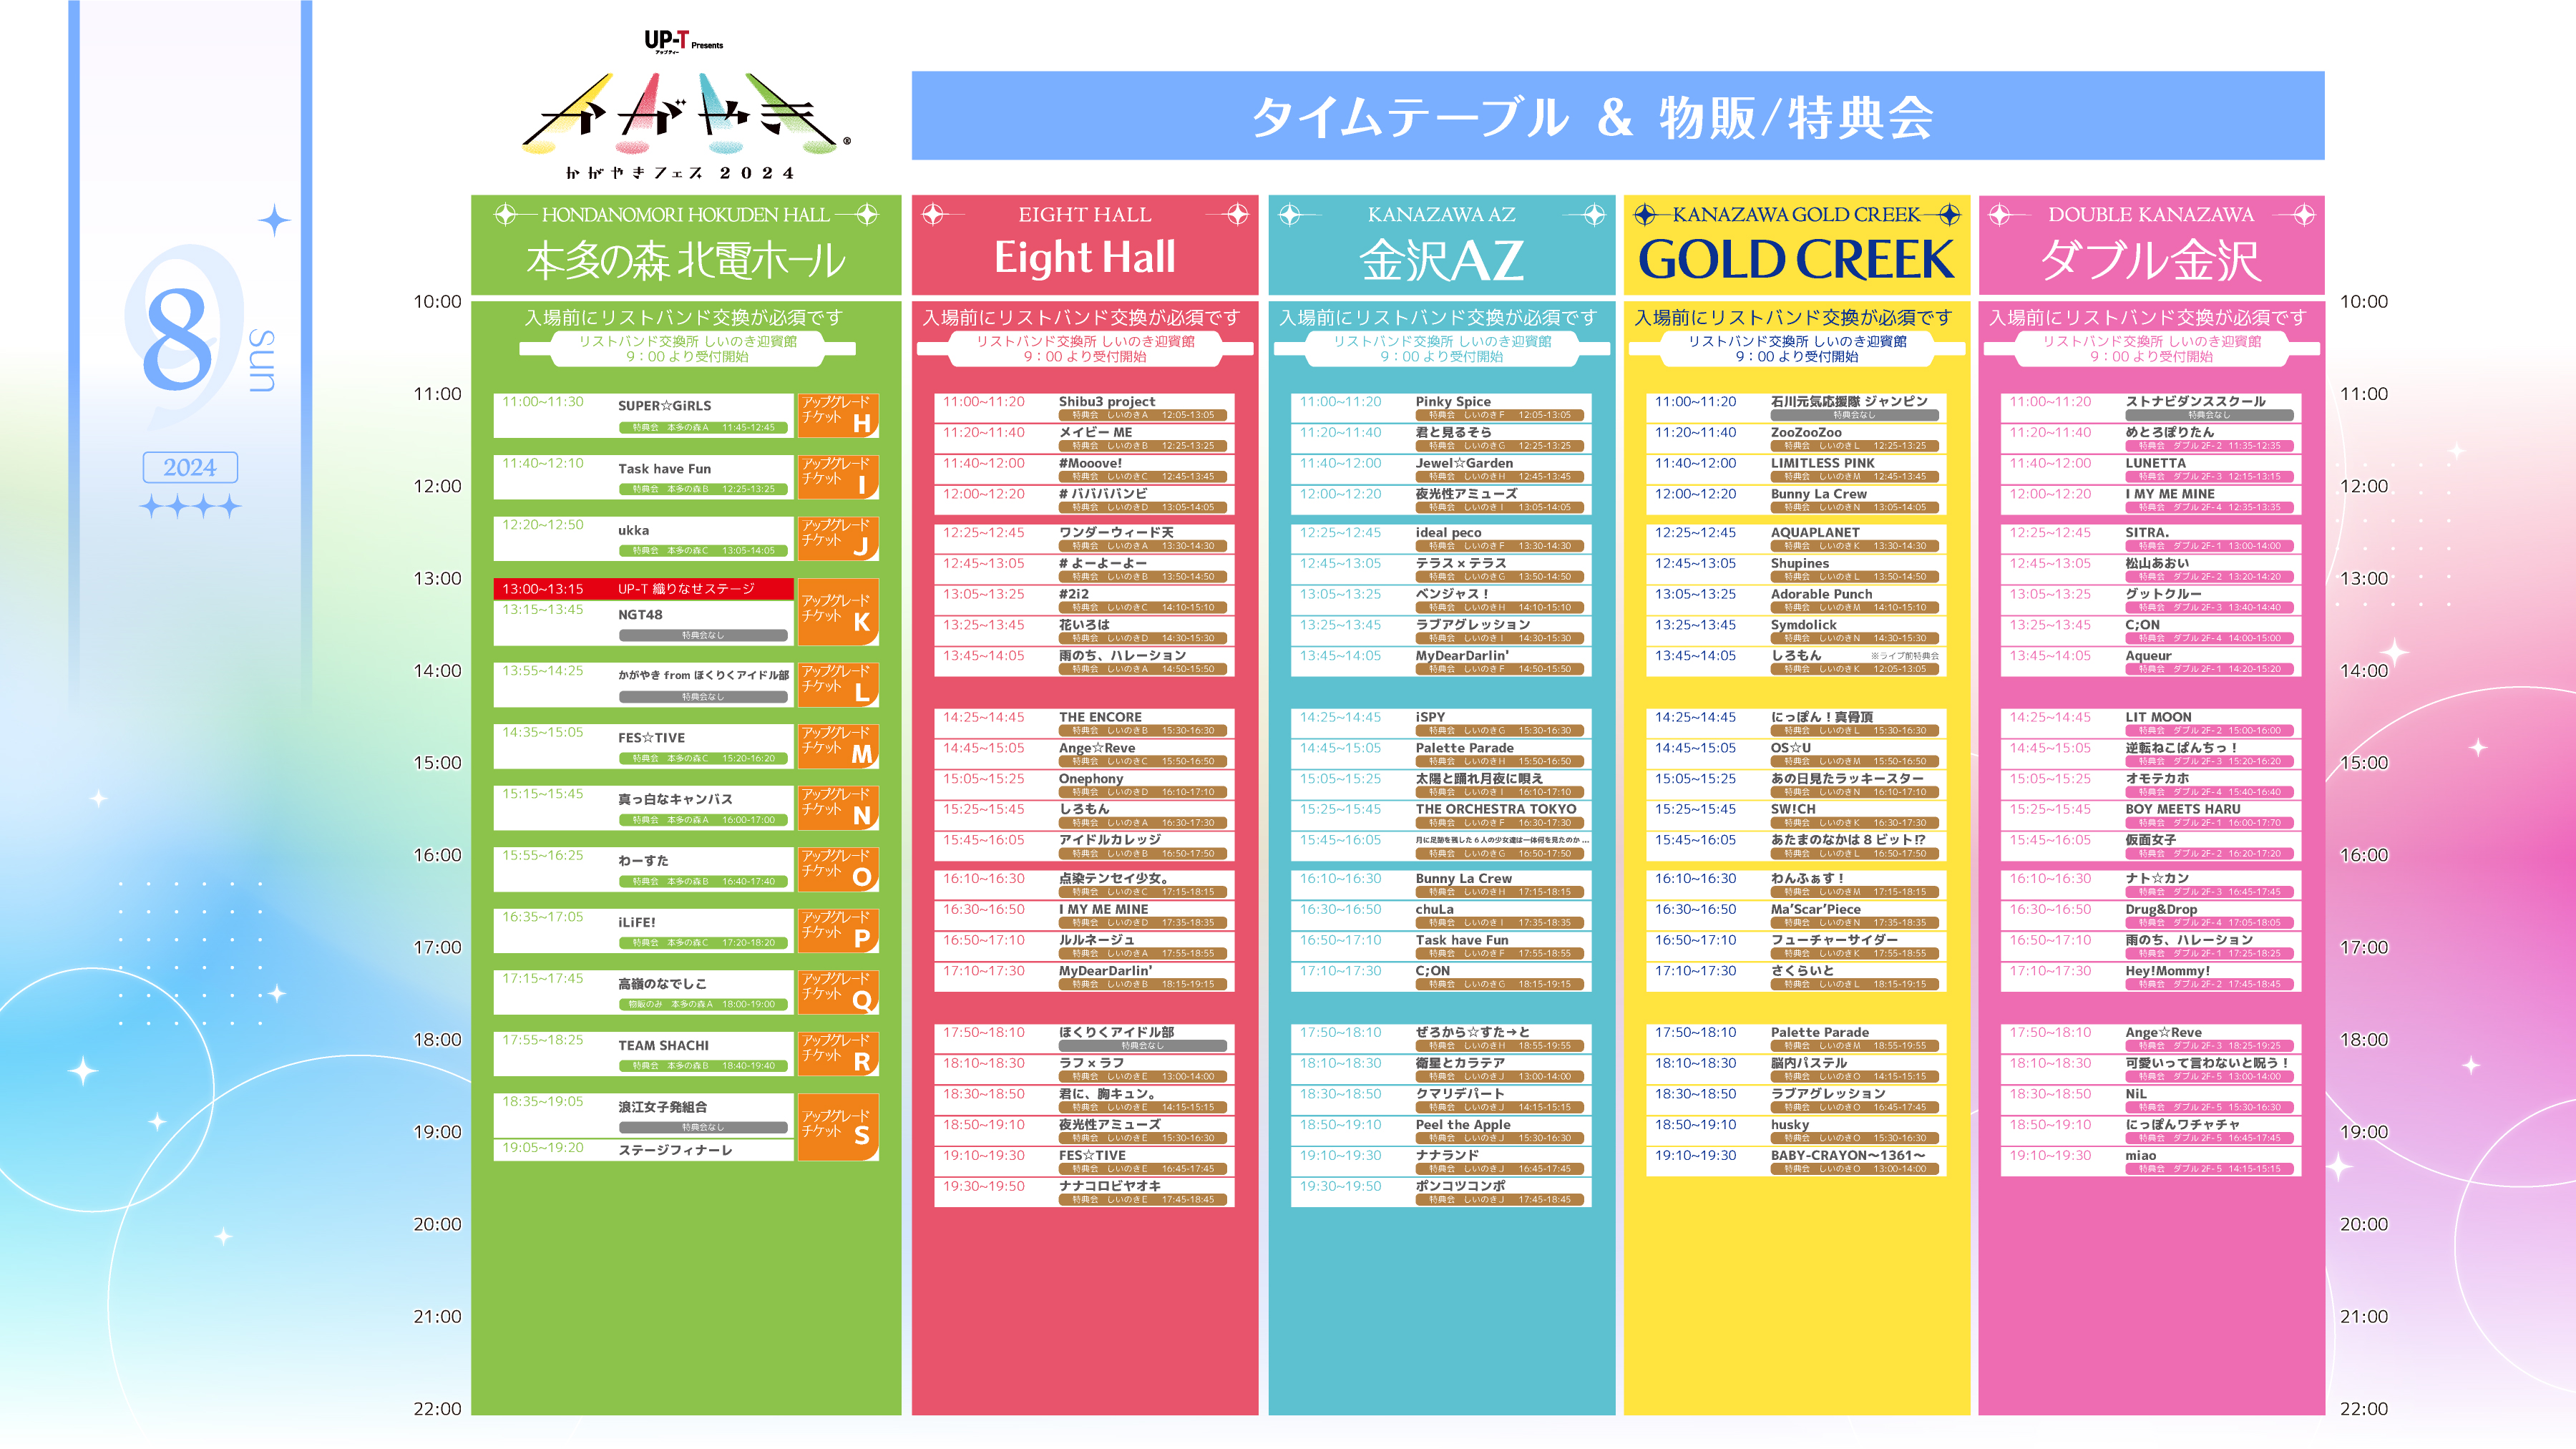 UP-T Presents
アップティー
かがやき®
かがやきフェス 2024
タイムテーブル & 物販/特典会
9
8
sun
2024
HONDANOMORI HOKUDEN HALL
本多の森 北電ホール
入場前にリストバンド交換が必須です
リストバンド交換所 しいのき迎賓館
9：00 より受付開始
11:00~11:30 SUPER☆GiRLS
特典会 本多の森A 11:45-12:45
アップグレードチケット H
11:40~12:10 Task have Fun
特典会 本多の森B 12:25-13:25
アップグレードチケット I
12:20~12:50 ukka
特典会 本多の森C 13:05-14:05
アップグレードチケット J
13:00~13:15 UP-T 織りなせステージ
13:15~13:45 NGT48
特典会なし
アップグレードチケット K
13:55~14:25 かがやき from ほくりくアイドル部
特典会なし
アップグレードチケット L
14:35~15:05 FES☆TIVE
特典会 本多の森C 15:20-16:20
アップグレードチケット M
15:15~15:45 真っ白なキャンバス
特典会 本多の森A 16:00-17:00
アップグレードチケット N
15:55~16:25 わーすた
特典会 本多の森B 16:40-17:40
アップグレードチケット O
16:35~17:05 iLiFE!
特典会 本多の森C 17:20-18:20
アップグレードチケット P
17:15~17:45 高嶺のなでしこ
物販のみ 本多の森A 18:00-19:00
アップグレードチケット Q
17:55~18:25 TEAM SHACHI
特典会 本多の森B 18:40-19:40
アップグレードチケット R
18:35~19:05 浪江女子発組合
特典会なし
19:05~19:20 ステージフィナーレ
アップグレードチケット S
EIGHT HALL
Eight Hall
入場前にリストバンド交換が必須です
リストバンド交換所 しいのき迎賓館
9：00 より受付開始
11:00~11:20 Shibu3 project
特典会 しいのきA 12:05-13:05
11:20~11:40 メイビー ME
特典会 しいのきB 12:25-13:25
11:40~12:00 #Mooove!
特典会 しいのきC 12:45-13:45
12:00~12:20 # ババババンビ
特典会 しいのきD 13:05-14:05
12:25~12:45 ワンダーウィード天
特典会 しいのきA 13:30-14:30
12:45~13:05 # よーよーよー
特典会 しいのきB 13:50-14:50
13:05~13:25 #2i2
特典会 しいのきC 14:10-15:10
13:25~13:45 花いろは
特典会 しいのきD 14:30-15:30
13:45~14:05 雨のち、ハレーション
特典会 しいのきA 14:50-15:50
14:25~14:45 THE ENCORE
特典会 しいのきB 15:30-16:30
14:45~15:05 Ange☆Reve
特典会 しいのきC 15:50-16:50
15:05~15:25 Onephony
特典会 しいのきD 16:10-17:10
15:25~15:45 しろもん
特典会 しいのきA 16:30-17:30
15:45~16:05 アイドルカレッジ
特典会 しいのきB 16:50-17:50
16:10~16:30 点染テンセイ少女。
特典会 しいのきC 17:15-18:15
16:30~16:50 I MY ME MINE
特典会 しいのきD 17:35-18:35
16:50~17:10 ルルネージュ
特典会 しいのきA 17:55-18:55
17:10~17:30 MyDearDarlin'
特典会 しいのきB 18:15-19:15
17:50~18:10 ほくりくアイドル部
特典会なし
18:10~18:30 ラフ×ラフ
特典会 しいのきE 13:00-14:00
18:30~18:50 君に、胸キュン。
特典会 しいのきE 14:15-15:15
18:50~19:10 夜光性アミューズ
特典会 しいのきE 15:30-16:30
19:10~19:30 FES☆TIVE
特典会 しいのきE 16:45-17:45
19:30~19:50 ナナコロビヤオキ
特典会 しいのきE 17:45-18:45
KANAZAWA AZ
金沢AZ
入場前にリストバンド交換が必須です
リストバンド交換所 しいのき迎賓館
9：00 より受付開始
11:00~11:20 Pinky Spice
特典会 しいのきF 12:05-13:05
11:20~11:40 君と見るそら
特典会 しいのきG 12:25-13:25
11:40~12:00 Jewel☆Garden
特典会 しいのきH 12:45-13:45
12:00~12:20 夜光性アミューズ
特典会 しいのきI 13:05-14:05
12:25~12:45 ideal peco
特典会 しいのきF 13:30-14:30
12:45~13:05 テラス×テラス
特典会 しいのきG 13:50-14:50
13:05~13:25 ベンジャス！
特典会 しいのきH 14:10-15:10
13:25~13:45 ラブアグレッション
特典会 しいのきI 14:30-15:30
13:45~14:05 MyDearDarlin'
特典会 しいのきF 14:50-15:50
14:25~14:45 iSPY
特典会 しいのきG 15:30-16:30
14:45~15:05 Palette Parade
特典会 しいのきH 15:50-16:50
15:05~15:25 太陽と踊れ月夜に唄え
特典会 しいのきI 16:10-17:10
15:25~15:45 THE ORCHESTRA TOKYO
特典会 しいのきF 16:30-17:30
15:45~16:05 月に足跡を残した6人の少女達は一体何を見たのか...
特典会 しいのきG 16:50-17:50
16:10~16:30 Bunny La Crew
特典会 しいのきH 17:15-18:15
16:30~16:50 chuLa
特典会 しいのきI 17:35-18:35
16:50~17:10 Task have Fun
特典会 しいのきF 17:55-18:55
17:10~17:30 C;ON
特典会 しいのきG 18:15-19:15
17:50~18:10 ぜろから☆すた→と
特典会 しいのきH 18:55-19:55
18:10~18:30 衛星とカラテア
特典会 しいのきJ 13:00-14:00
18:30~18:50 クマリデパート
特典会 しいのきJ 14:15-15:15
18:50~19:10 Peel the Apple
特典会 しいのきJ 15:30-16:30
19:10~19:30 ナナランド
特典会 しいのきJ 16:45-17:45
19:30~19:50 ポンコツコンポ
特典会 しいのきJ 17:45-18:45
KANAZAWA GOLD CREEK
GOLD CREEK
入場前にリストバンド交換が必須です
リストバンド交換所 しいのき迎賓館
9：00 より受付開始
11:00~11:20 石川元気応援隊 ジャンピン
特典会なし
11:20~11:40 ZooZooZoo
特典会 しいのきL 12:25-13:25
11:40~12:00 LIMITLESS PINK
特典会 しいのきM 12:45-13:45
12:00~12:20 Bunny La Crew
特典会 しいのきN 13:05-14:05
12:25~12:45 AQUAPLANET
特典会 しいのきK 13:30-14:30
12:45~13:05 Shupines
特典会 しいのきL 13:50-14:50
13:05~13:25 Adorable Punch
特典会 しいのきM 14:10-15:10
13:25~13:45 Symdolick
特典会 しいのきN 14:30-15:30
13:45~14:05 しろもん ※ライブ前特典会
特典会 しいのきK 12:05-13:05
14:25~14:45 にっぽん！真骨頂
特典会 しいのきL 15:30-16:30
14:45~15:05 OS☆U
特典会 しいのきM 15:50-16:50
15:05~15:25 あの日見たラッキースター
特典会 しいのきN 16:10-17:10
15:25~15:45 SW!CH
特典会 しいのきK 16:30-17:30
15:45~16:05 あたまのなかは8ビット!?
特典会 しいのきL 16:50-17:50
16:10~16:30 わんふぁす！
特典会 しいのきM 17:15-18:15
16:30~16:50 Ma'Scar'Piece
特典会 しいのきN 17:35-18:35
16:50~17:10 フューチャーサイダー
特典会 しいのきK 17:55-18:55
17:10~17:30 さくらいと
特典会 しいのきL 18:15-19:15
17:50~18:10 Palette Parade
特典会 しいのきM 18:55-19:55
18:10~18:30 脳内パステル
特典会 しいのきO 14:15-15:15
18:30~18:50 ラブアグレッション
特典会 しいのきO 16:45-17:45
18:50~19:10 husky
特典会 しいのきO 15:30-16:30
19:10~19:30 BABY-CRAYON～1361～
特典会 しいのきO 13:00-14:00
DOUBLE KANAZAWA
ダブル金沢
入場前にリストバンド交換が必須です
リストバンド交換所 しいのき迎賓館
9：00 より受付開始
11:00~11:20 ストナビダンススクール
特典会なし
11:20~11:40 めとろぽりたん
特典会 ダブル2F-2 11:35-12:35
11:40~12:00 LUNETTA
特典会 ダブル2F-3 12:15-13:15
12:00~12:20 I MY ME MINE
特典会 ダブル2F-4 12:35-13:35
12:25~12:45 SITRA.
特典会 ダブル2F-1 13:00-14:00
12:45~13:05 松山あおい
特典会 ダブル2F-2 13:20-14:20
13:05~13:25 グットクルー
特典会 ダブル2F-3 13:40-14:40
13:25~13:45 C;ON
特典会 ダブル2F-4 14:00-15:00
13:45~14:05 Aqueur
特典会 ダブル2F-1 14:20-15:20
14:25~14:45 LIT MOON
特典会 ダブル2F-2 15:00-16:00
14:45~15:05 逆転ねこぱんちっ！
特典会 ダブル2F-3 15:20-16:20
15:05~15:25 オモテカホ
特典会 ダブル2F-4 15:40-16:40
15:25~15:45 BOY MEETS HARU
特典会 ダブル2F-1 16:00-17:70
15:45~16:05 仮面女子
特典会 ダブル2F-2 16:20-17:20
16:10~16:30 ナト☆カン
特典会 ダブル2F-3 16:45-17:45
16:30~16:50 Drug&Drop
特典会 ダブル2F-4 17:05-18:05
16:50~17:10 雨のち、ハレーション
特典会 ダブル2F-1 17:25-18:25
17:10~17:30 Hey!Mommy!
特典会 ダブル2F-2 17:45-18:45
17:50~18:10 Ange☆Reve
特典会 ダブル2F-3 18:25-19:25
18:10~18:30 可愛いって言わないと呪う！
特典会 ダブル2F-5 13:00-14:00
18:30~18:50 NiL
特典会 ダブル2F-5 15:30-16:30
18:50~19:10 にっぽんワチャチャ
特典会 ダブル2F-5 16:45-17:45
19:10~19:30 miao
特典会 ダブル2F-5 14:15-15:15
10:00 10:00
11:00 11:00
12:00 12:00
13:00 13:00
14:00 14:00
15:00 15:00
16:00 16:00
17:00 17:00
18:00 18:00
19:00 19:00
20:00 20:00
21:00 21:00
22:00 22:00